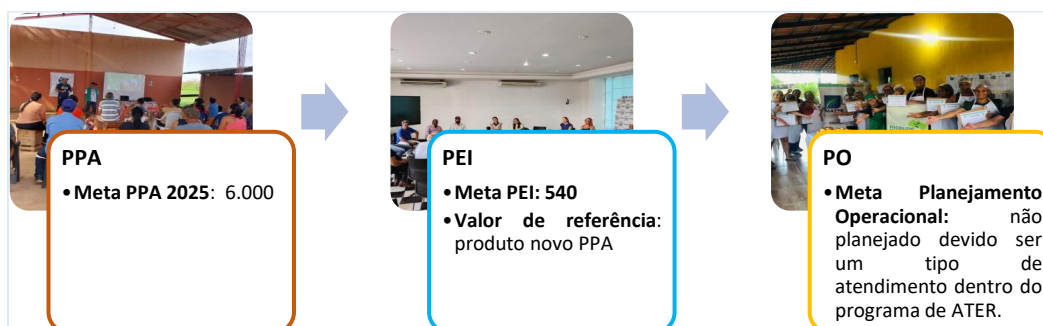 PPA
•Meta PPA 2025: 6.000
PEI
•Meta PEI: 540
•Valor de referência:
produto novo PPA
PO
•Meta Planejamento
Operacional: não
planejado devido ser
um tipo de
atendimento dentro do
programa de ATER.